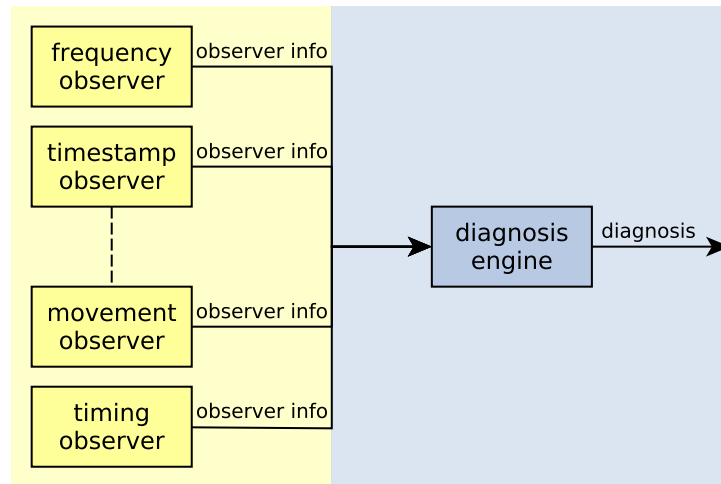 frequency
observer
observer info
timestamp
observer
observer info
movement
observer
observer info
timing
observer
observer info
diagnosis
engine
diagnosis